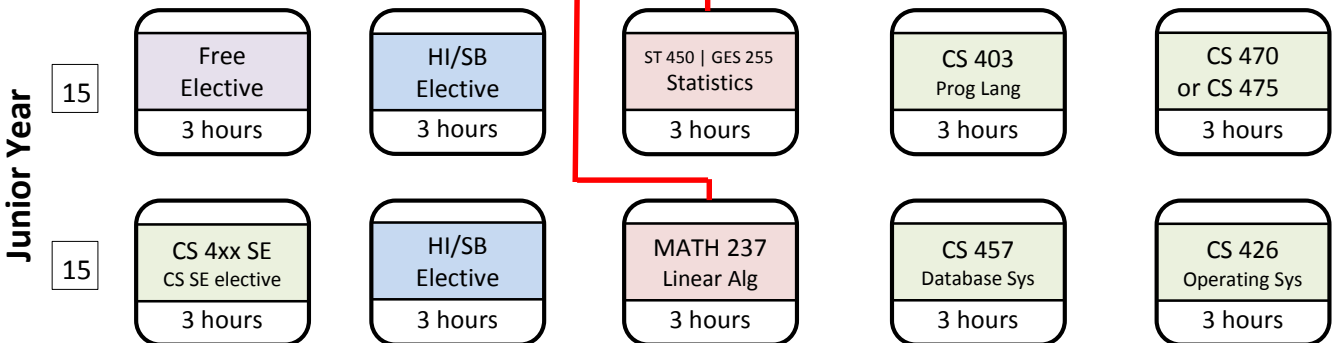 Junior Year
15
Free
Elective
3 hours
HI/SB
Elective
3 hours
ST 450 | GES 255
Statistics
3 hours
CS 403
Prog Lang
3 hours
CS 470
or CS 475
3 hours
15
CS 4xx SE
CS SE elective
3 hours
HI/SB
Elective
3 hours
MATH 237
Linear Alg
3 hours
CS 457
Database Sys
3 hours
CS 426
Operating Sys
3 hours